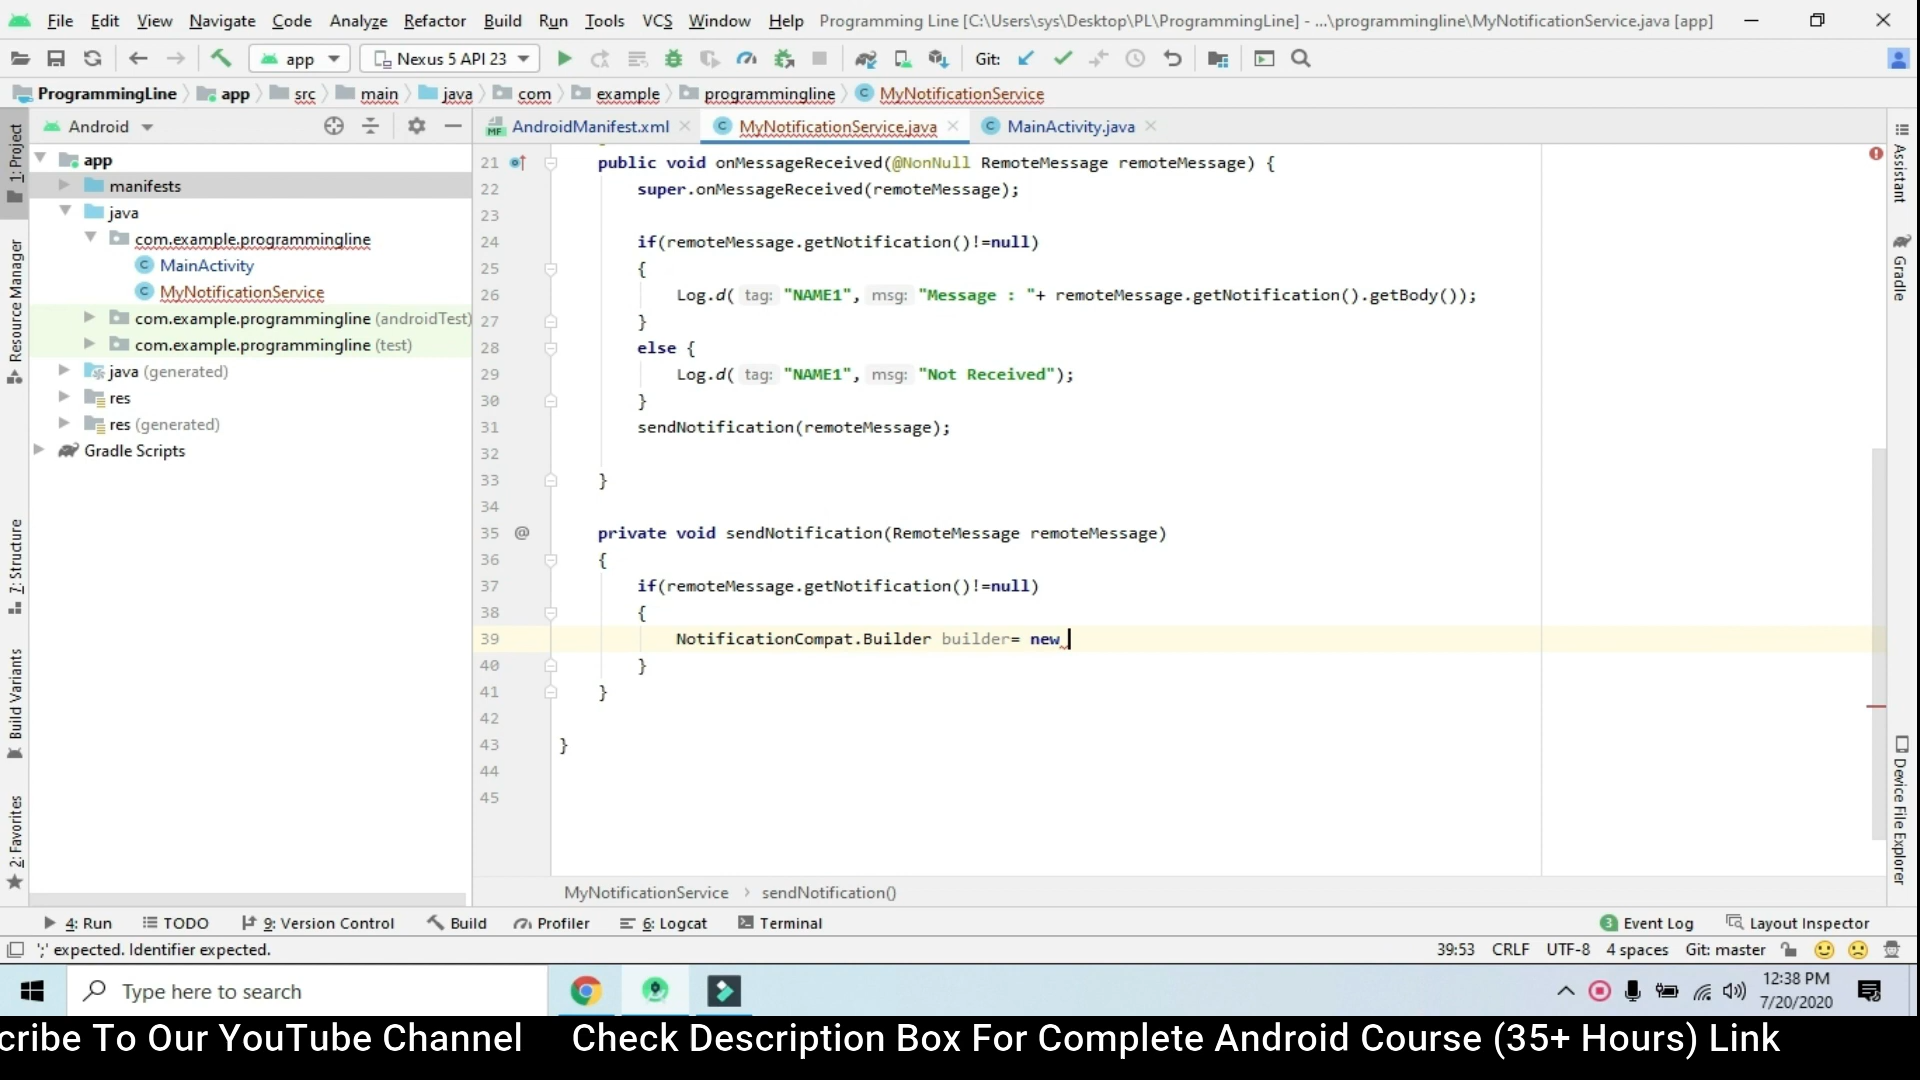 File Edit View Navigate Code Analyze Refactor Build Run Tools VCS Window Help Programming Line [C:\Users\sys\Desktop\PL\ProgrammingLine] - ...\programmingline\MyNotificationService.java [app]
app Nexus 5 API 23 Git:
ProgrammingLine app src main java com example programmingline MyNotificationService
Android
AndroidManifest.xml MyNotificationService.java MainActivity.java
app
manifests
java
com.example.programmingline
MainActivity
MyNotificationService
com.example.programmingline (androidTest)
com.example.programmingline (test)
java (generated)
res
res (generated)
Gradle Scripts
1: Project
Resource Manager
7: Structure
Build Variants
2: Favorites
21 public void onMessageReceived(@NonNull RemoteMessage remoteMessage) {
22 super.onMessageReceived(remoteMessage);
23
24 if(remoteMessage.getNotification()!=null)
25 {
26 Log.d( tag: "NAME1", msg: "Message : "+ remoteMessage.getNotification().getBody());
27 }
28 else {
29 Log.d( tag: "NAME1", msg: "Not Received");
30 }
31 sendNotification(remoteMessage);
32
33 }
34
35 @ private void sendNotification(RemoteMessage remoteMessage)
36 {
37 if(remoteMessage.getNotification()!=null)
38 {
39 NotificationCompat.Builder builder= new
40 }
41 }
42
43 }
44
45
Assistant
Gradle
Device File Explorer
MyNotificationService › sendNotification()
4: Run TODO 9: Version Control Build Profiler 6: Logcat Terminal 3 Event Log Layout Inspector
';' expected. Identifier expected. 39:53 CRLF UTF-8 4 spaces Git: master
Type here to search
12:38 PM
7/20/2020
cribe To Our YouTube Channel Check Description Box For Complete Android Course (35+ Hours) Link